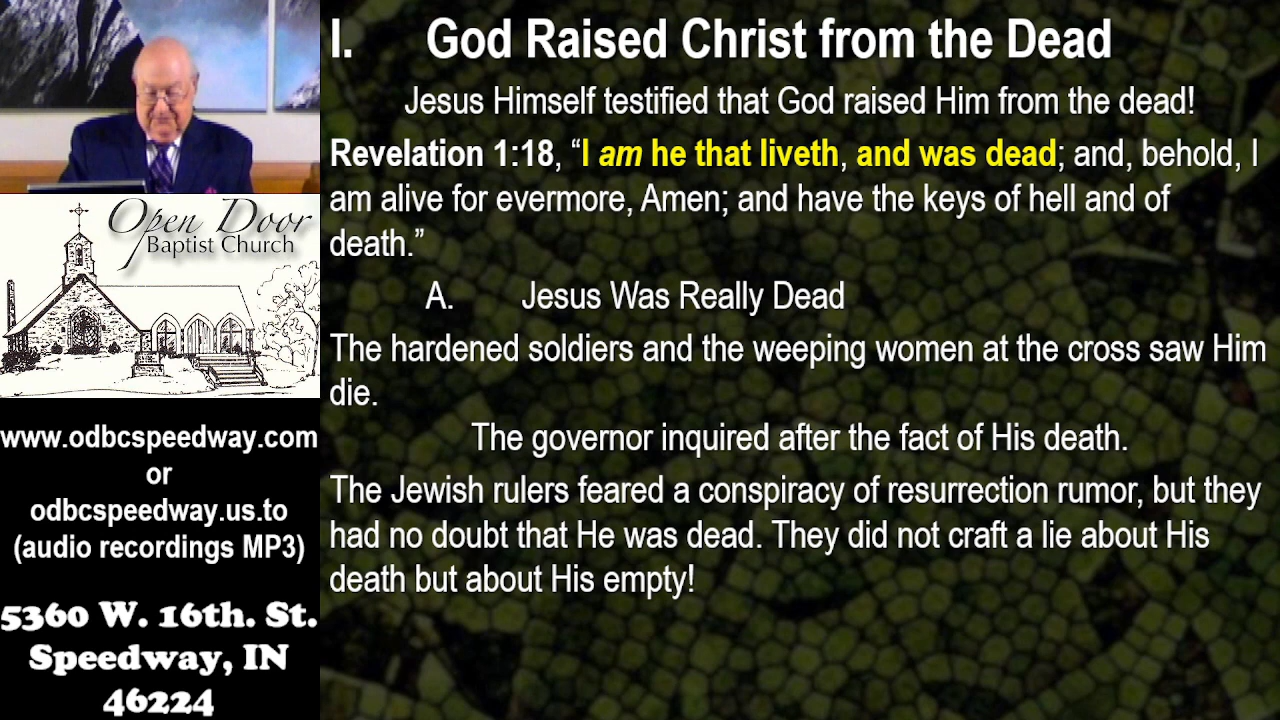 I. God Raised Christ from the Dead
Jesus Himself testified that God raised Him from the dead!
Revelation 1:18, “I am he that liveth, and was dead; and, behold, I
am alive for evermore, Amen; and have the keys of hell and of
death.”
A. Jesus Was Really Dead
The hardened soldiers and the weeping women at the cross saw Him
die.
The governor inquired after the fact of His death.
The Jewish rulers feared a conspiracy of resurrection rumor, but they
had no doubt that He was dead. They did not craft a lie about His
death but about His empty!
Open Door
Baptist Church
www.odbcspeedway.com
or
odbcspeedway.us.to
(audio recordings MP3)
5360 W. 16th. St.
Speedway, IN
46224